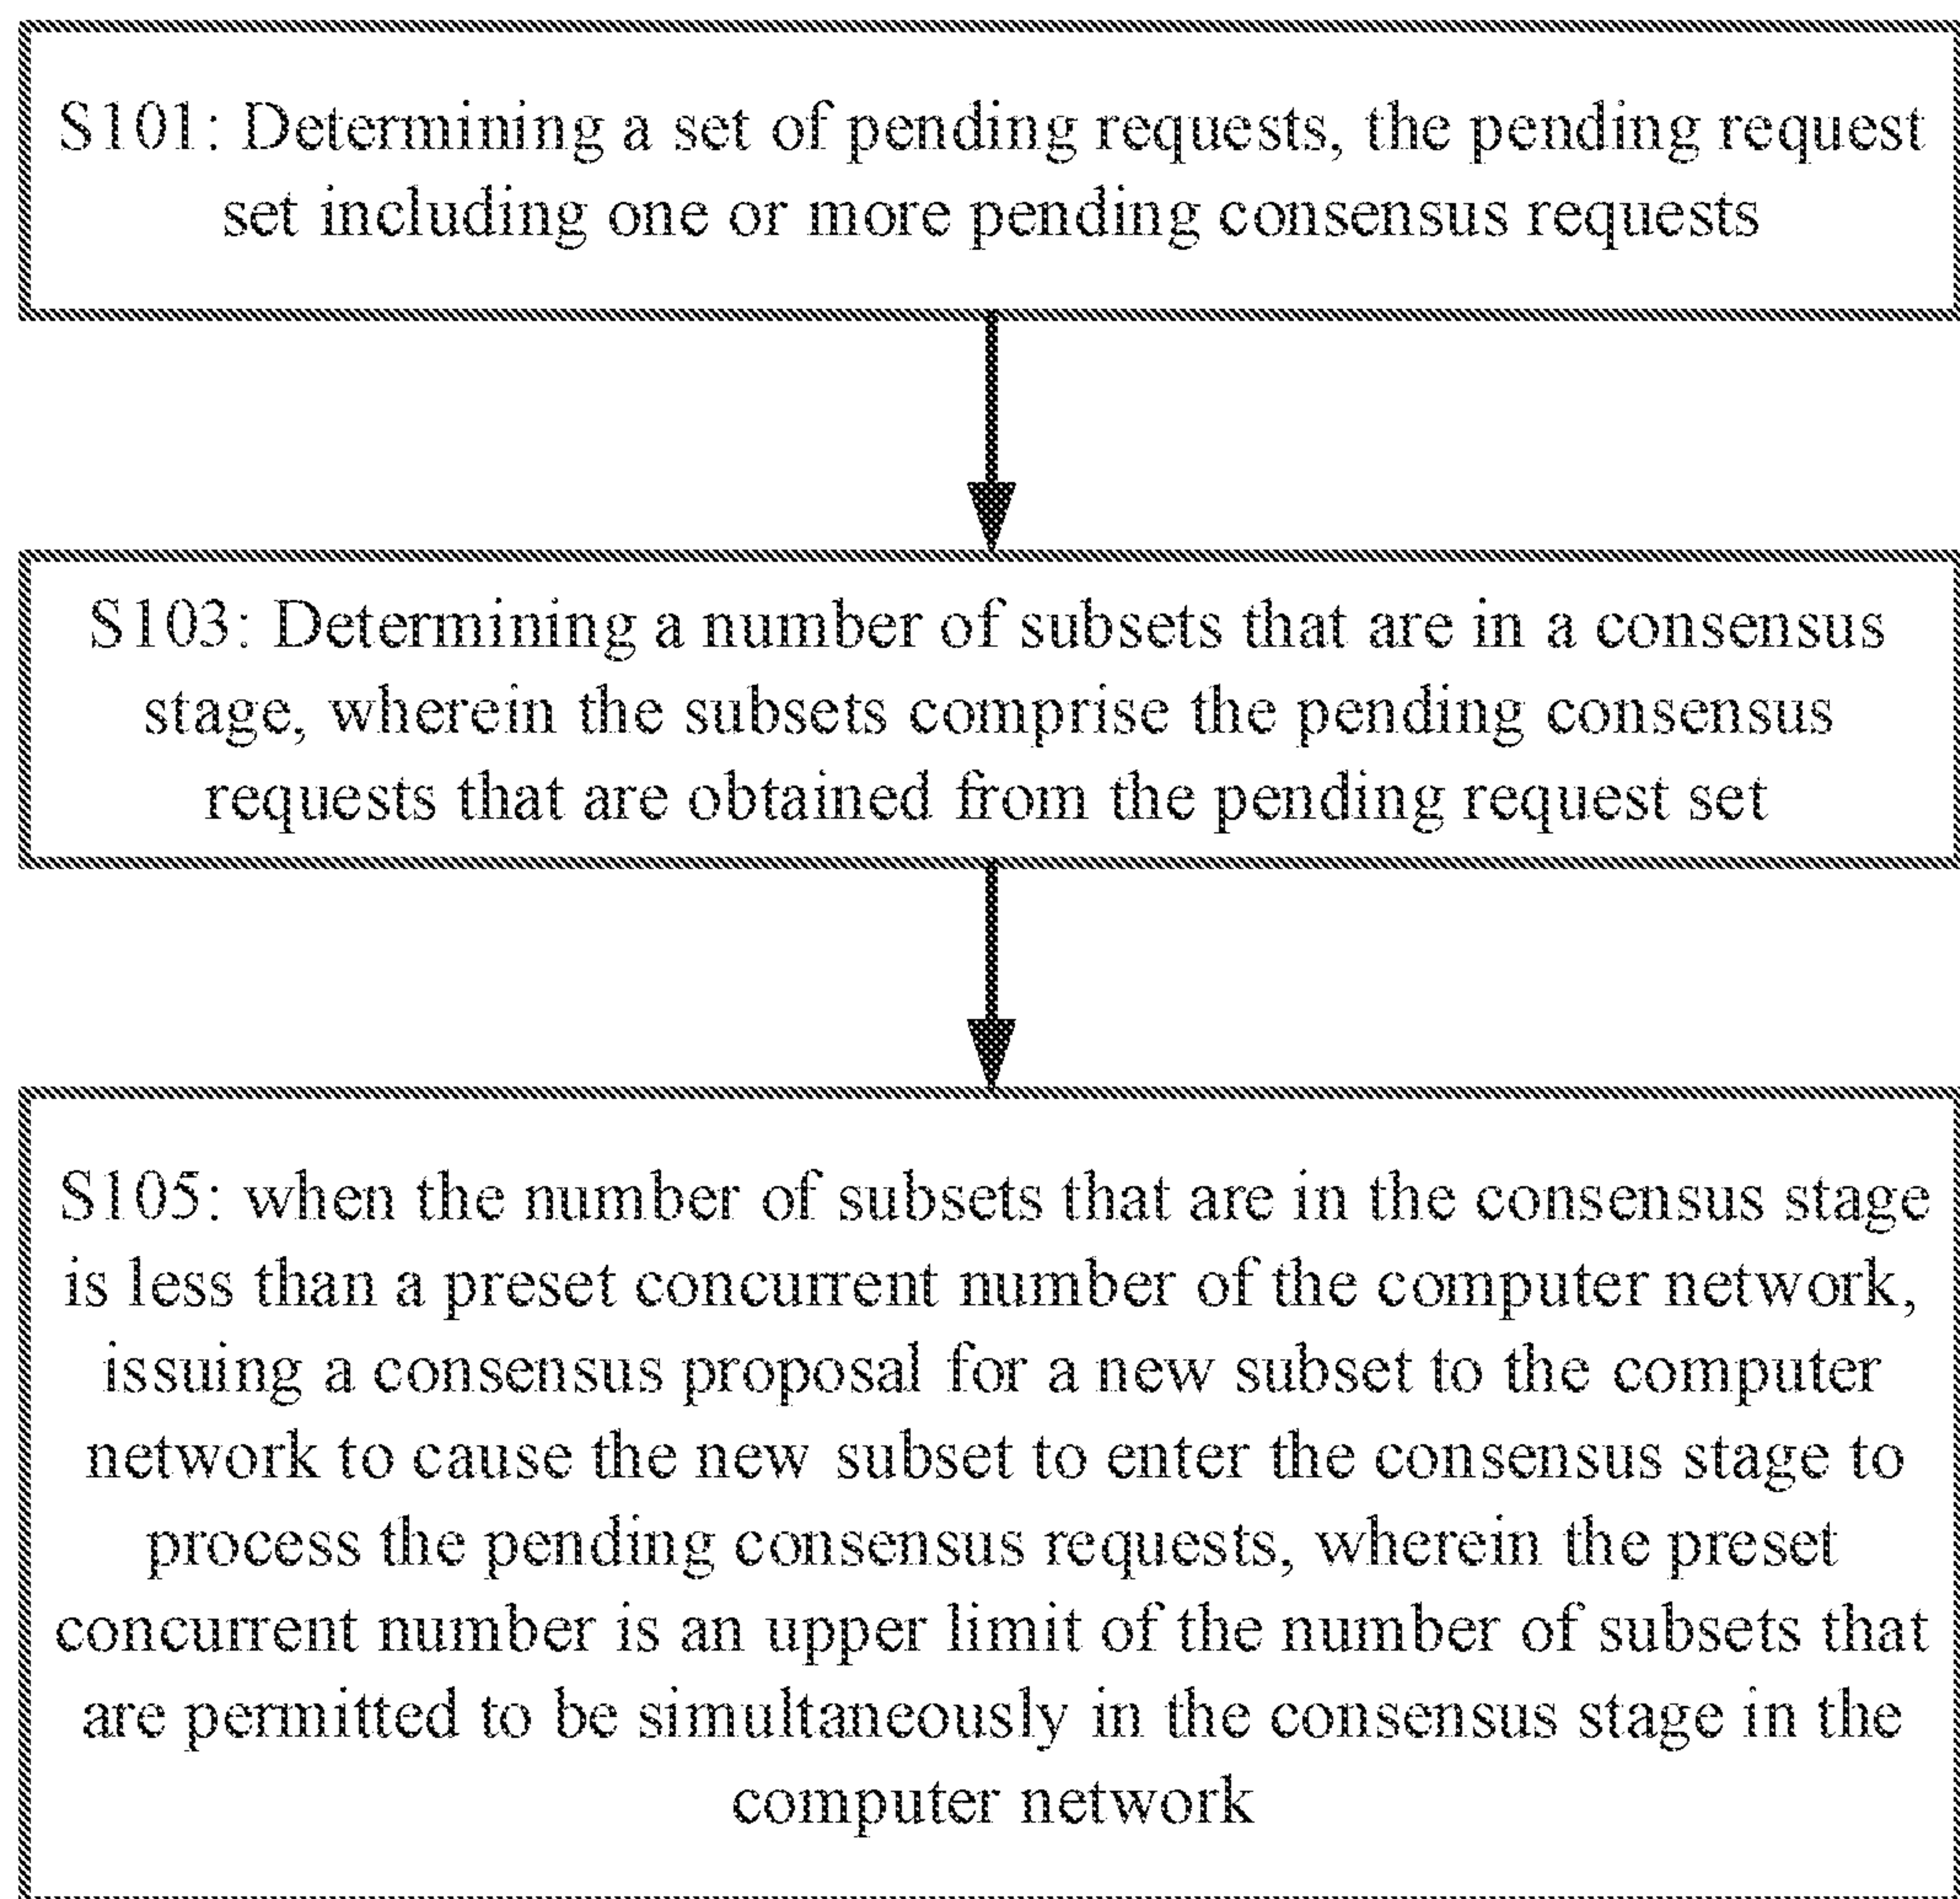 S101: Determining a set of pending requests, the pending request
set including one or more pending consensus requests
S103: Determining a number of subsets that are in a consensus
stage, wherein the subsets comprise the pending consensus
requests that are obtained from the pending request set
S105: when the number of subsets that are in the consensus stage
is less than a preset concurrent number of the computer network,
issuing a consensus proposal for a new subset to the computer
network to cause the new subset to enter the consensus stage to
process the pending consensus requests, wherein the preset
concurrent number is an upper limit of the number of subsets that
are permitted to be simultaneously in the consensus stage in the
computer network